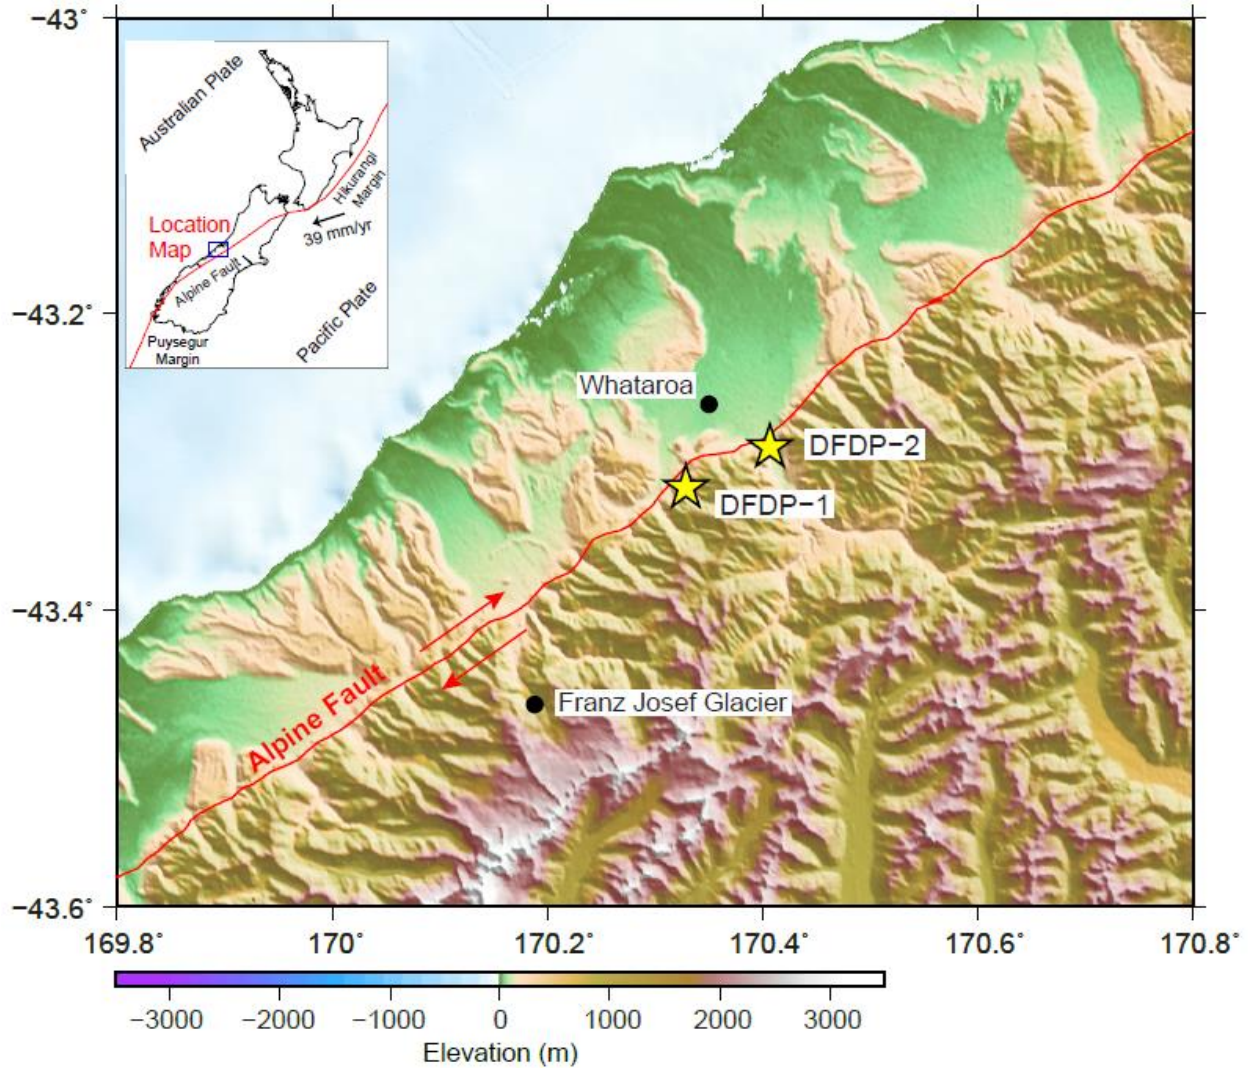 −43°
−43.2°
−43.4°
−43.6°
169.8°
170°
170.2°
170.4°
170.6°
170.8°
Australian Plate
Hikurangi
Margin
39 mm/yr
Location
Map
Alpine Fault
Puysegur
Margin
Pacific Plate
Whataroa
DFDP−2
DFDP−1
Alpine Fault
Franz Josef Glacier
−3000
−2000
−1000
0
1000
2000
3000
Elevation (m)